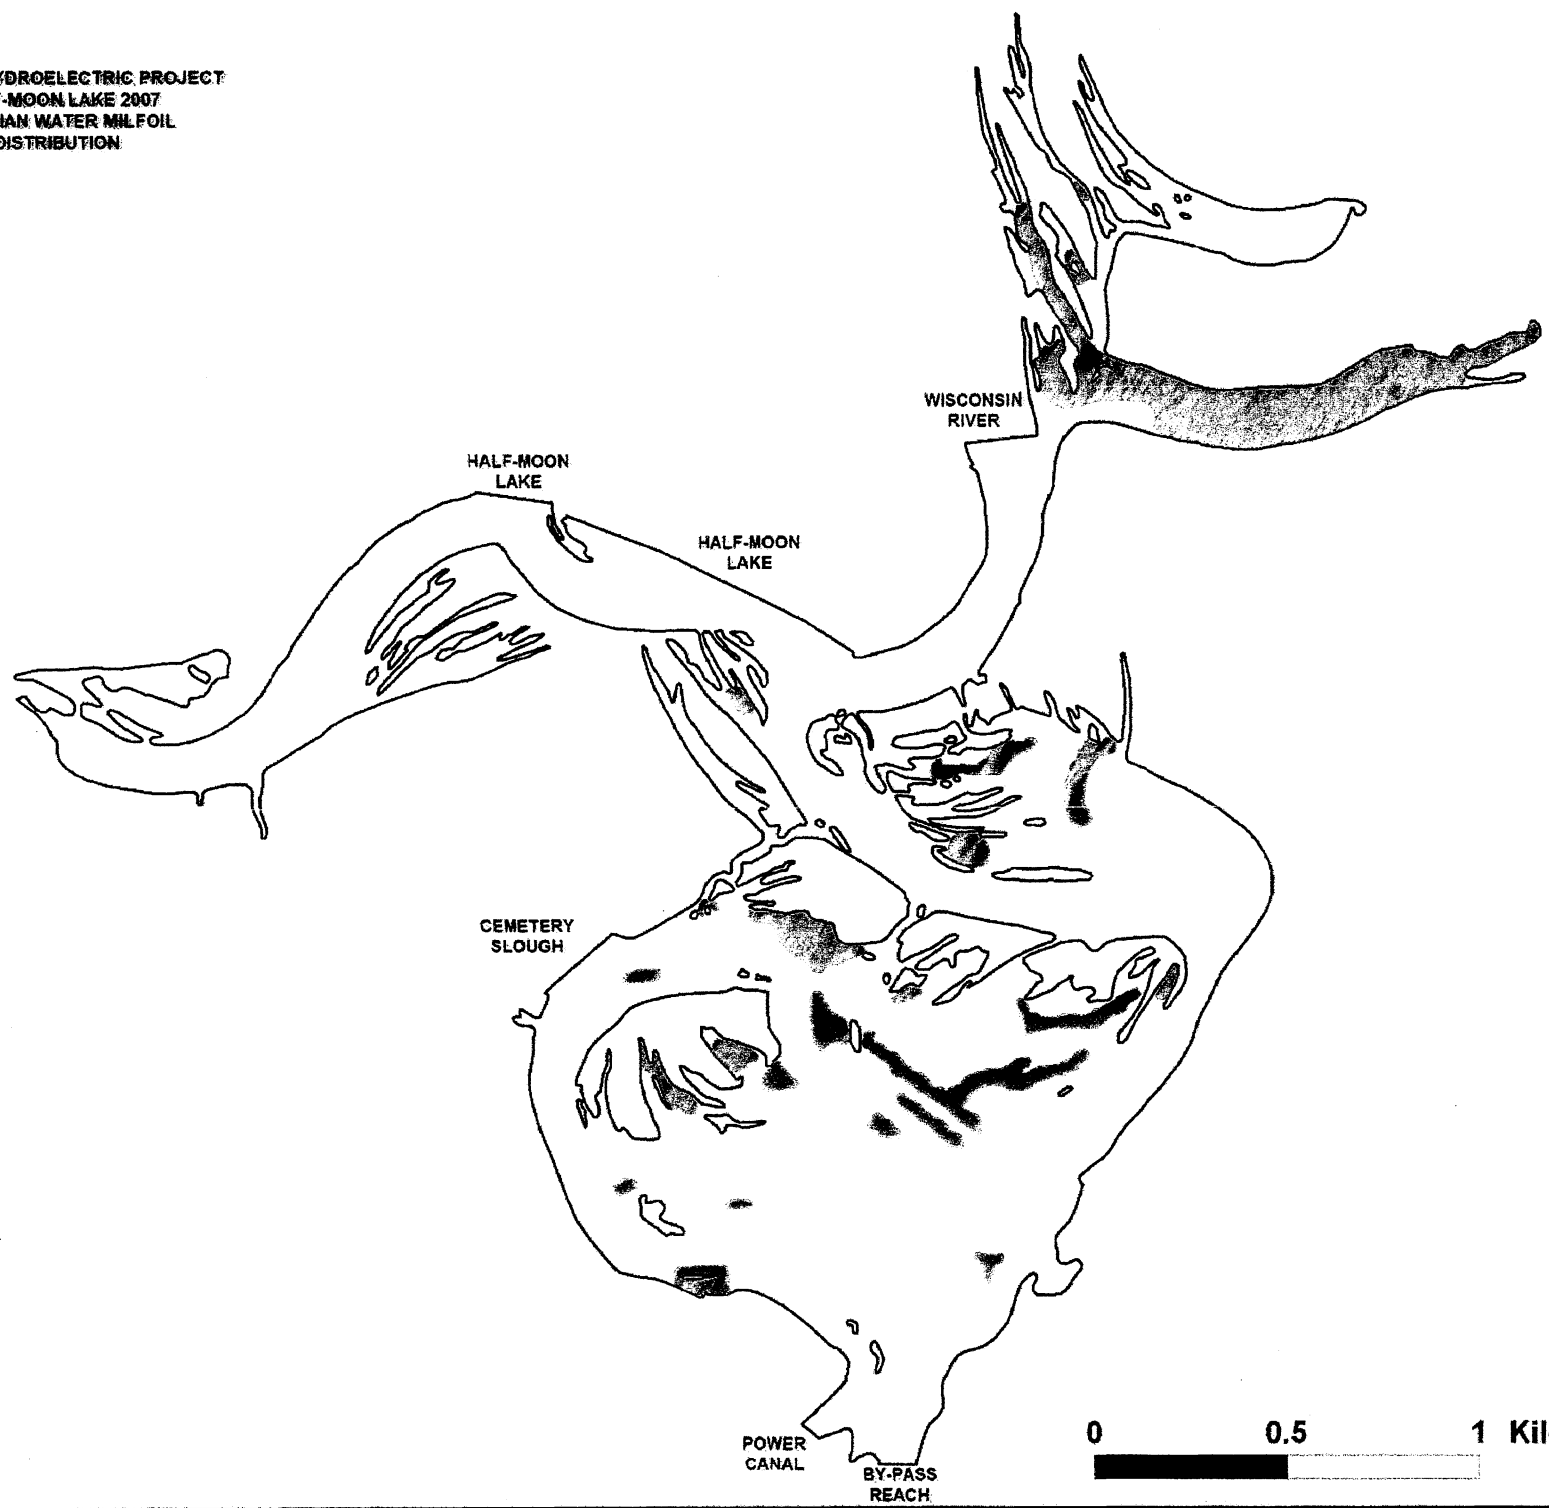 YDROELECTRIC PROJECT
-MOON LAKE 2007
IAN WATER MILFOIL
DISTRIBUTION
WISCONSIN
RIVER
HALF-MOON
LAKE
HALF-MOON
LAKE
CEMETERY
SLOUGH
POWER
CANAL
BY-PASS
REACH
0 0.5 1 Kil